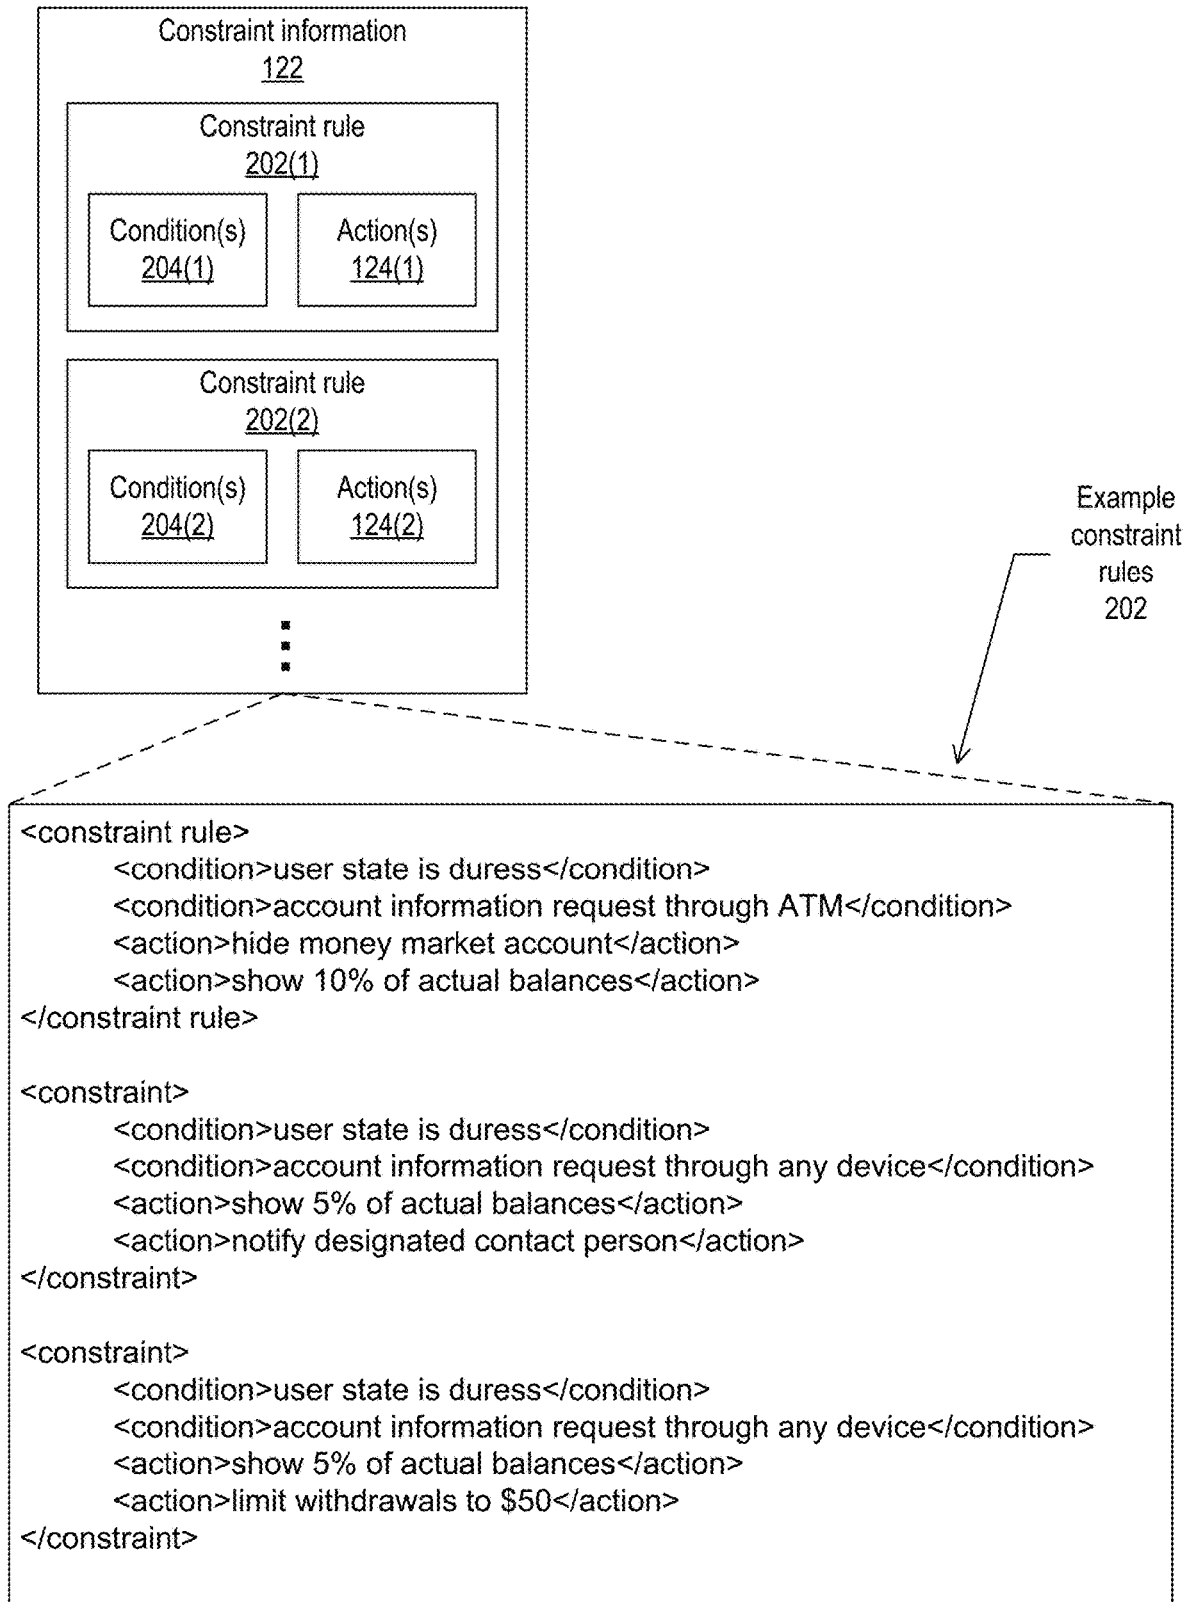 Constraint information
122
Constraint rule
202(1)
Condition(s)
204(1)
Action(s)
124(1)
Constraint rule
202(2)
Condition(s)
204(2)
Action(s)
124(2)
Example
constraint
rules
202
<constraint rule>
<condition>user state is duress</condition>
<condition>account information request through ATM</condition>
<action>hide money market account</action>
<action>show 10% of actual balances</action>
</constraint rule>
<constraint>
<condition>user state is duress</condition>
<condition>account information request through any device</condition>
<action>show 5% of actual balances</action>
<action>notify designated contact person</action>
</constraint>
<constraint>
<condition>user state is duress</condition>
<condition>account information request through any device</condition>
<action>show 5% of actual balances</action>
<action>limit withdrawals to $50</action>
</constraint>